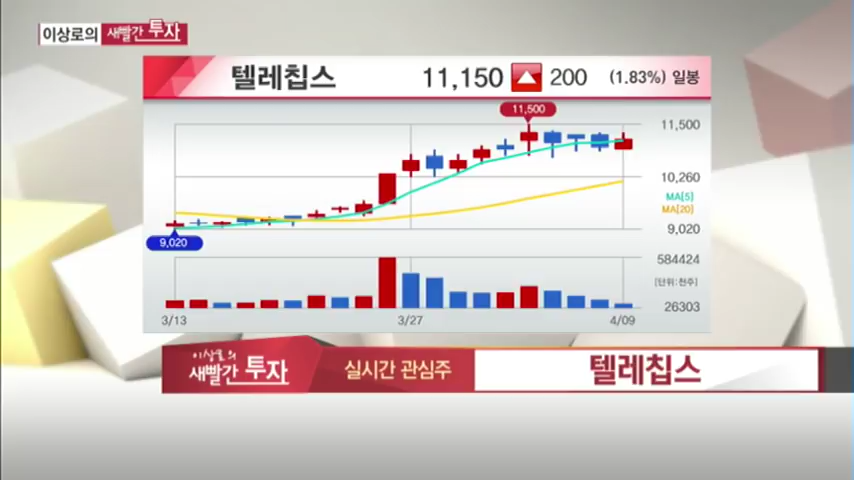 이상로의 새빨간 투자
텔레칩스 11,150 200 (1.83%) 일봉
11,500
11,500
10,260
MA[5]
MA[20]
9,020
9,020
584424
[단위:천주]
26303
3/13 3/27 4/09
이상로의
새빨간 투자
실시간 관심주
텔레칩스